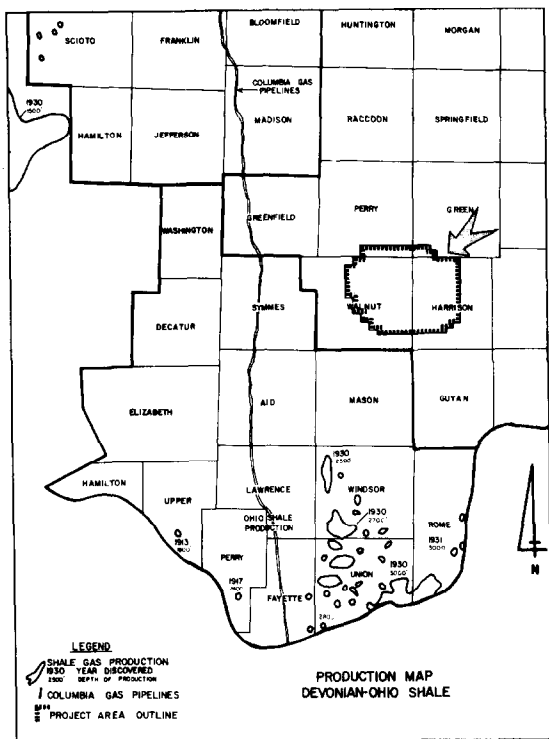 BLOOMFIELD
HUNTINGTON
MORGAN
SCIOTO
FRANKLIN
COLUMBIA GAS
PIPELINES
1930
1500'
HAMILTON
JEFFERSON
MADISON
RACCOON
SPRINGFIELD
WASHINGTON
GREENFIELD
PERRY
GREEN
DECATUR
SYMMES
WALNUT
HARRISON
ELIZABETH
AID
MASON
GUYAN
HAMILTON
UPPER
LAWRENCE
1930
2500'
WINDSOR
OHIO SHALE
PRODUCTION
1930
2700'
ROME
1931
3000'
1913
PERRY
1917
FAYETTE
UNION
1930
3000'
N
LEGEND
SHALE GAS PRODUCTION
1930 YEAR DISCOVERED
2500' DEPTH OF PRODUCTION
COLUMBIA GAS PIPELINES
PROJECT AREA OUTLINE
PRODUCTION MAP
DEVONIAN-OHIO SHALE